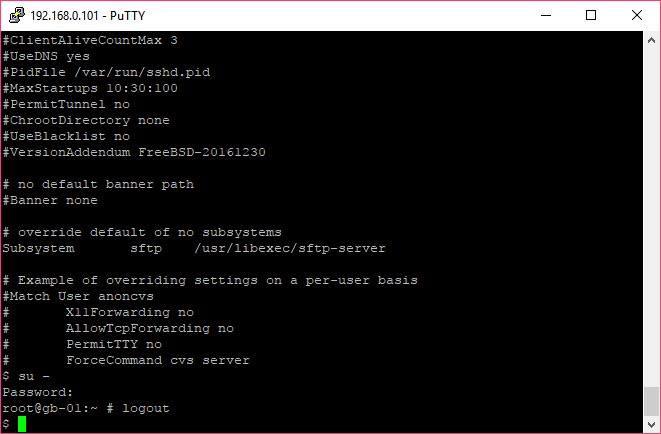 192.168.0.101 - PuTTY
#ClientAliveCountMax 3
#UseDNS yes
#PidFile /var/run/sshd.pid
#MaxStartups 10:30:100
#PermitTunnel no
#ChrootDirectory none
#UseBlacklist no
#VersionAddendum FreeBSD-20161230
# no default banner path
#Banner none
# override default of no subsystems
Subsystem       sftp    /usr/libexec/sftp-server
# Example of overriding settings on a per-user basis
#Match User anoncvs
#       X11Forwarding no
#       AllowTcpForwarding no
#       PermitTTY no
#       ForceCommand cvs server
$ su -
Password:
root@gb-01:~ # logout
$